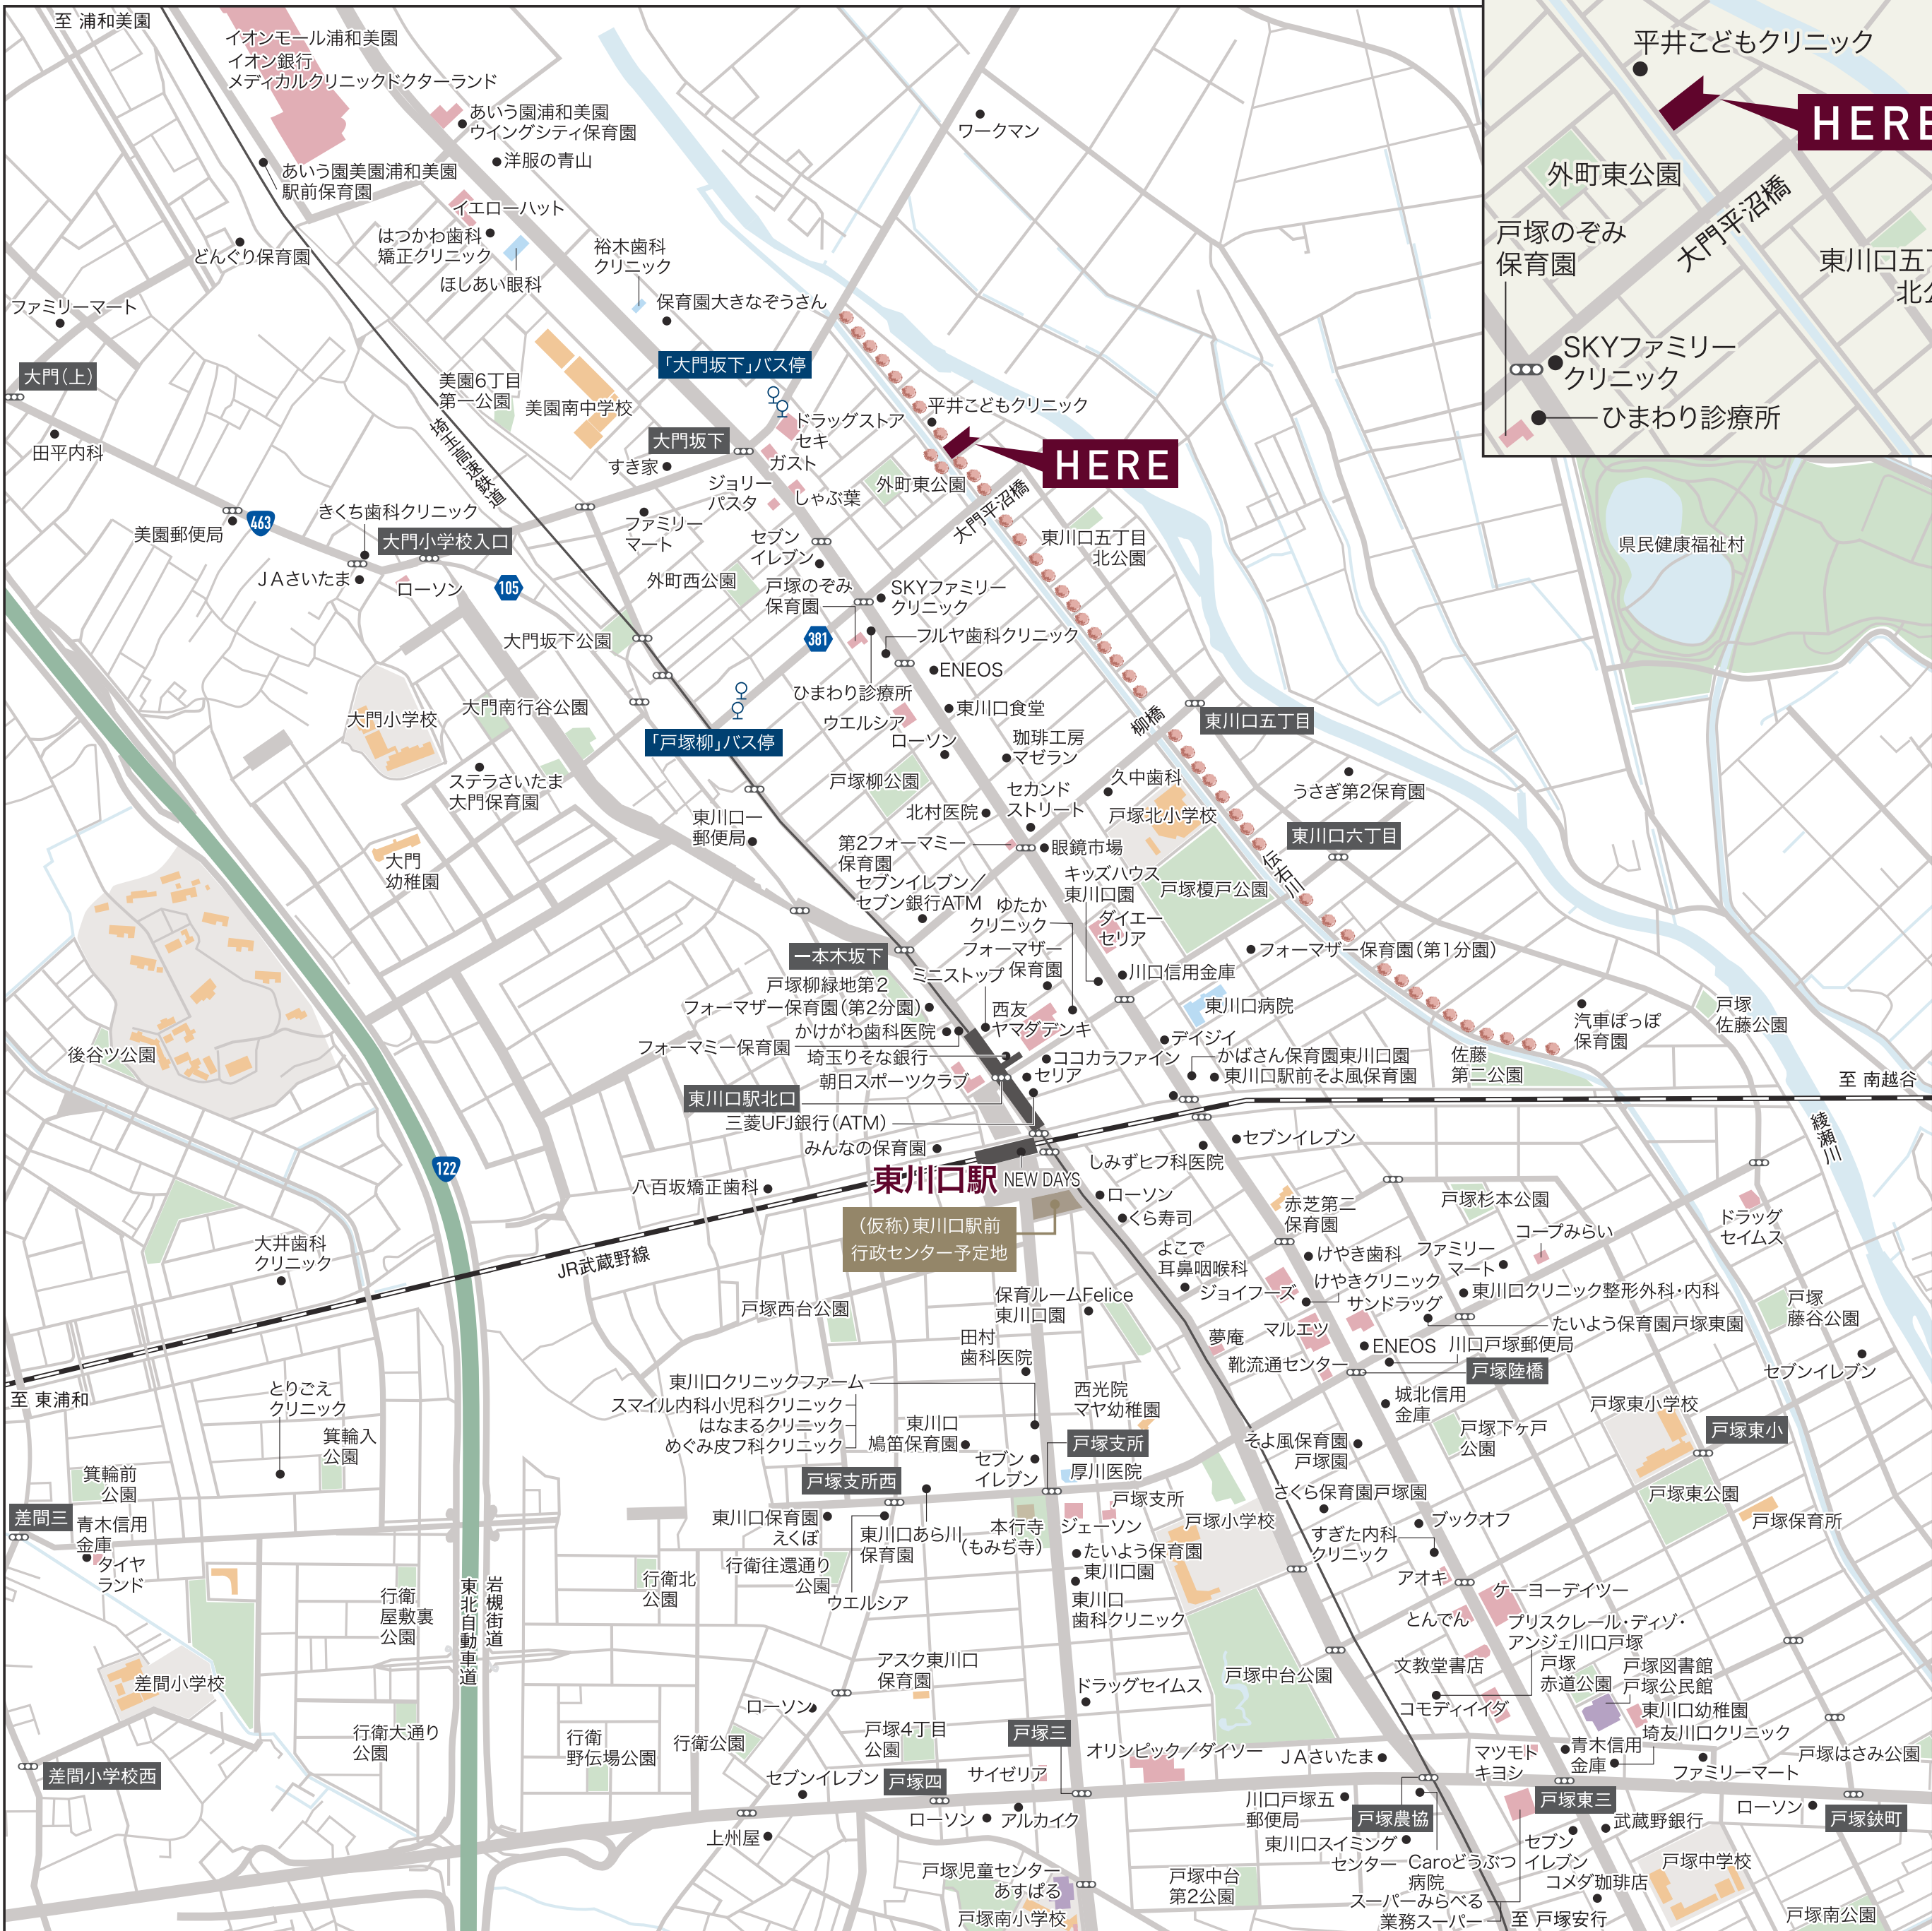 至 浦和美園
イオンモール浦和美園
イオン銀行
メディカルクリニックドクターランド
あいう園浦和美園
ウイングシティ保育園
洋服の青山
あいう園美園浦和美園
駅前保育園
イエローハット
はつかわ歯科
矯正クリニック
ほしあい眼科
どんぐり保育園
裕木歯科
クリニック
保育園大きなぞうさん
ワークマン
ファミリーマート
大門(上)
田平内科
美園6丁目
第一公園
美園南中学校
「大門坂下」バス停
大門坂下
すき家
ドラッグストア
セキ
ガスト
ジョリー
パスタ
しゃぶ葉
平井こどもクリニック
HERE
外町東公園
大門平沼橋
東川口五丁目
北公園
平井こどもクリニック
HERE
外町東公園
大門平沼橋
戸塚のぞみ
保育園
SKYファミリー
クリニック
ひまわり診療所
県民健康福祉村
埼玉高速鉄道
美園郵便局
463
きくち歯科クリニック
大門小学校入口
JAさいたま
ローソン
105
ファミリー
マート
セブン
イレブン
外町西公園
戸塚のぞみ
保育園
SKYファミリー
クリニック
大門坂下公園
381
フルヤ歯科クリニック
ENEOS
ひまわり診療所
大門小学校
大門南行谷公園
「戸塚柳」バス停
ウエルシア
東川口食堂
ローソン
珈琲工房
マゼラン
柳橋
東川口五丁目
ステラさいたま
大門保育園
戸塚柳公園
セカンド
ストリート
久中歯科
うさぎ第2保育園
東川口一
郵便局
北村医院
戸塚北小学校
東川口六丁目
大門
幼稚園
第2フォーマミー
保育園
眼鏡市場
伝右川
セブンイレブン/
セブン銀行ATM
キッズハウス
東川口園
戸塚榎戸公園
ゆたか
クリニック
ダイエー
セリア
一本木坂下
フォーマザー
保育園
フォーマザー保育園(第1分園)
ミニストップ
川口信用金庫
戸塚柳緑地第2
フォーマザー保育園(第2分園)
西友
ヤマダデンキ
東川口病院
かけがわ歯科医院
フォーマミー保育園
デイジイ
汽車ぽっぽ
保育園
戸塚
佐藤公園
後谷ツ公園
埼玉りそな銀行
ココカラファイン
かばさん保育園東川口園
東川口駅前そよ風保育園
佐藤
第二公園
朝日スポーツクラブ
セリア
至 南越谷
東川口駅北口
三菱UFJ銀行(ATM)
綾瀬川
みんなの保育園
セブンイレブン
東川口駅
NEW DAYS
しみずヒフ科医院
122
八百坂矯正歯科
ローソン
くら寿司
赤芝第二
保育園
戸塚杉本公園
(仮称)東川口駅前
行政センター予定地
ドラッグ
セイムス
コープみらい
大井歯科
クリニック
JR武蔵野線
よこで
耳鼻咽喉科
けやき歯科
ファミリー
マート
けやきクリニック
ジョイフーズ
サンドラッグ
東川口クリニック整形外科・内科
保育ルームFelice
東川口園
戸塚西台公園
戸塚
藤谷公園
たいよう保育園戸塚東園
夢庵
マルエツ
ENEOS
川口戸塚郵便局
田村
歯科医院
靴流通センター
戸塚陸橋
セブンイレブン
至 東浦和
とりごえ
クリニック
東川口クリニックファーム
スマイル内科小児科クリニック
はなまるクリニック
めぐみ皮フ科クリニック
西光院
マヤ幼稚園
城北信用
金庫
戸塚東小学校
東川口
鳩笛保育園
戸塚下ヶ戸
公園
戸塚東小
箕輪入
公園
そよ風保育園
戸塚園
戸塚支所
セブン
イレブン
厚川医院
箕輪前
公園
戸塚支所西
さくら保育園戸塚園
戸塚東公園
差間三
青木信用
金庫
タイヤ
ランド
東川口保育園
えくぼ
東川口あら川
保育園
本行寺
(もみぢ寺)
戸塚支所
ジェーソン
戸塚小学校
ブックオフ
すぎた内科
クリニック
戸塚保育所
たいよう保育園
東川口園
行衛往還通り
公園
ウエルシア
アオキ
ケーヨーデイツー
行衛
屋敷裏
公園
東北自動車道
岩槻街道
行衛北
公園
東川口
歯科クリニック
とんでん
プリスクレール・ディゾ・
アンジェ川口戸塚
アスク東川口
保育園
文教堂書店
戸塚
赤道公園
戸塚図書館
戸塚公民館
差間小学校
戸塚中台公園
ドラッグセイムス
ローソン
コモディイイダ
東川口幼稚園
埼友川口クリニック
行衛大通り
公園
行衛
野伝場公園
行衛公園
戸塚4丁目
公園
戸塚三
オリンピック/ダイソー
JAさいたま
マツモト
キヨシ
青木信用
金庫
戸塚はさみ公園
差間小学校西
セブンイレブン
戸塚四
サイゼリア
ファミリーマート
川口戸塚五
郵便局
戸塚農協
戸塚東三
ローソン
アルカイク
上州屋
武蔵野銀行
ローソン
戸塚鋏町
東川口スイミング
センター
Caroどうぶつ
病院
セブン
イレブン
戸塚中学校
戸塚児童センター
あすぱる
戸塚中台
第2公園
コメダ珈琲店
スーパーみらべる
業務スーパー
戸塚南小学校
至 戸塚安行
戸塚南公園